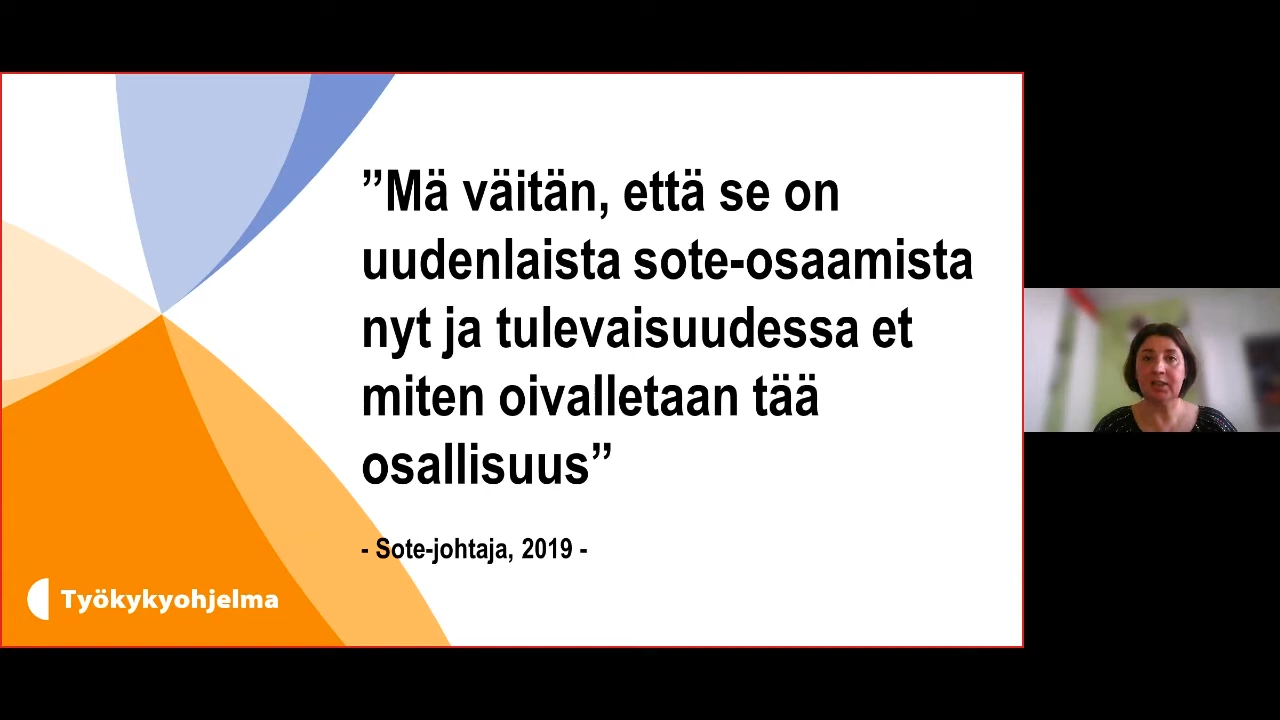 ”Mä väitän, että se on
uudenlaista sote-osaamista
nyt ja tulevaisuudessa et
miten oivalletaan tää
osallisuus”
- Sote-johtaja, 2019 -
Työkykyohjelma